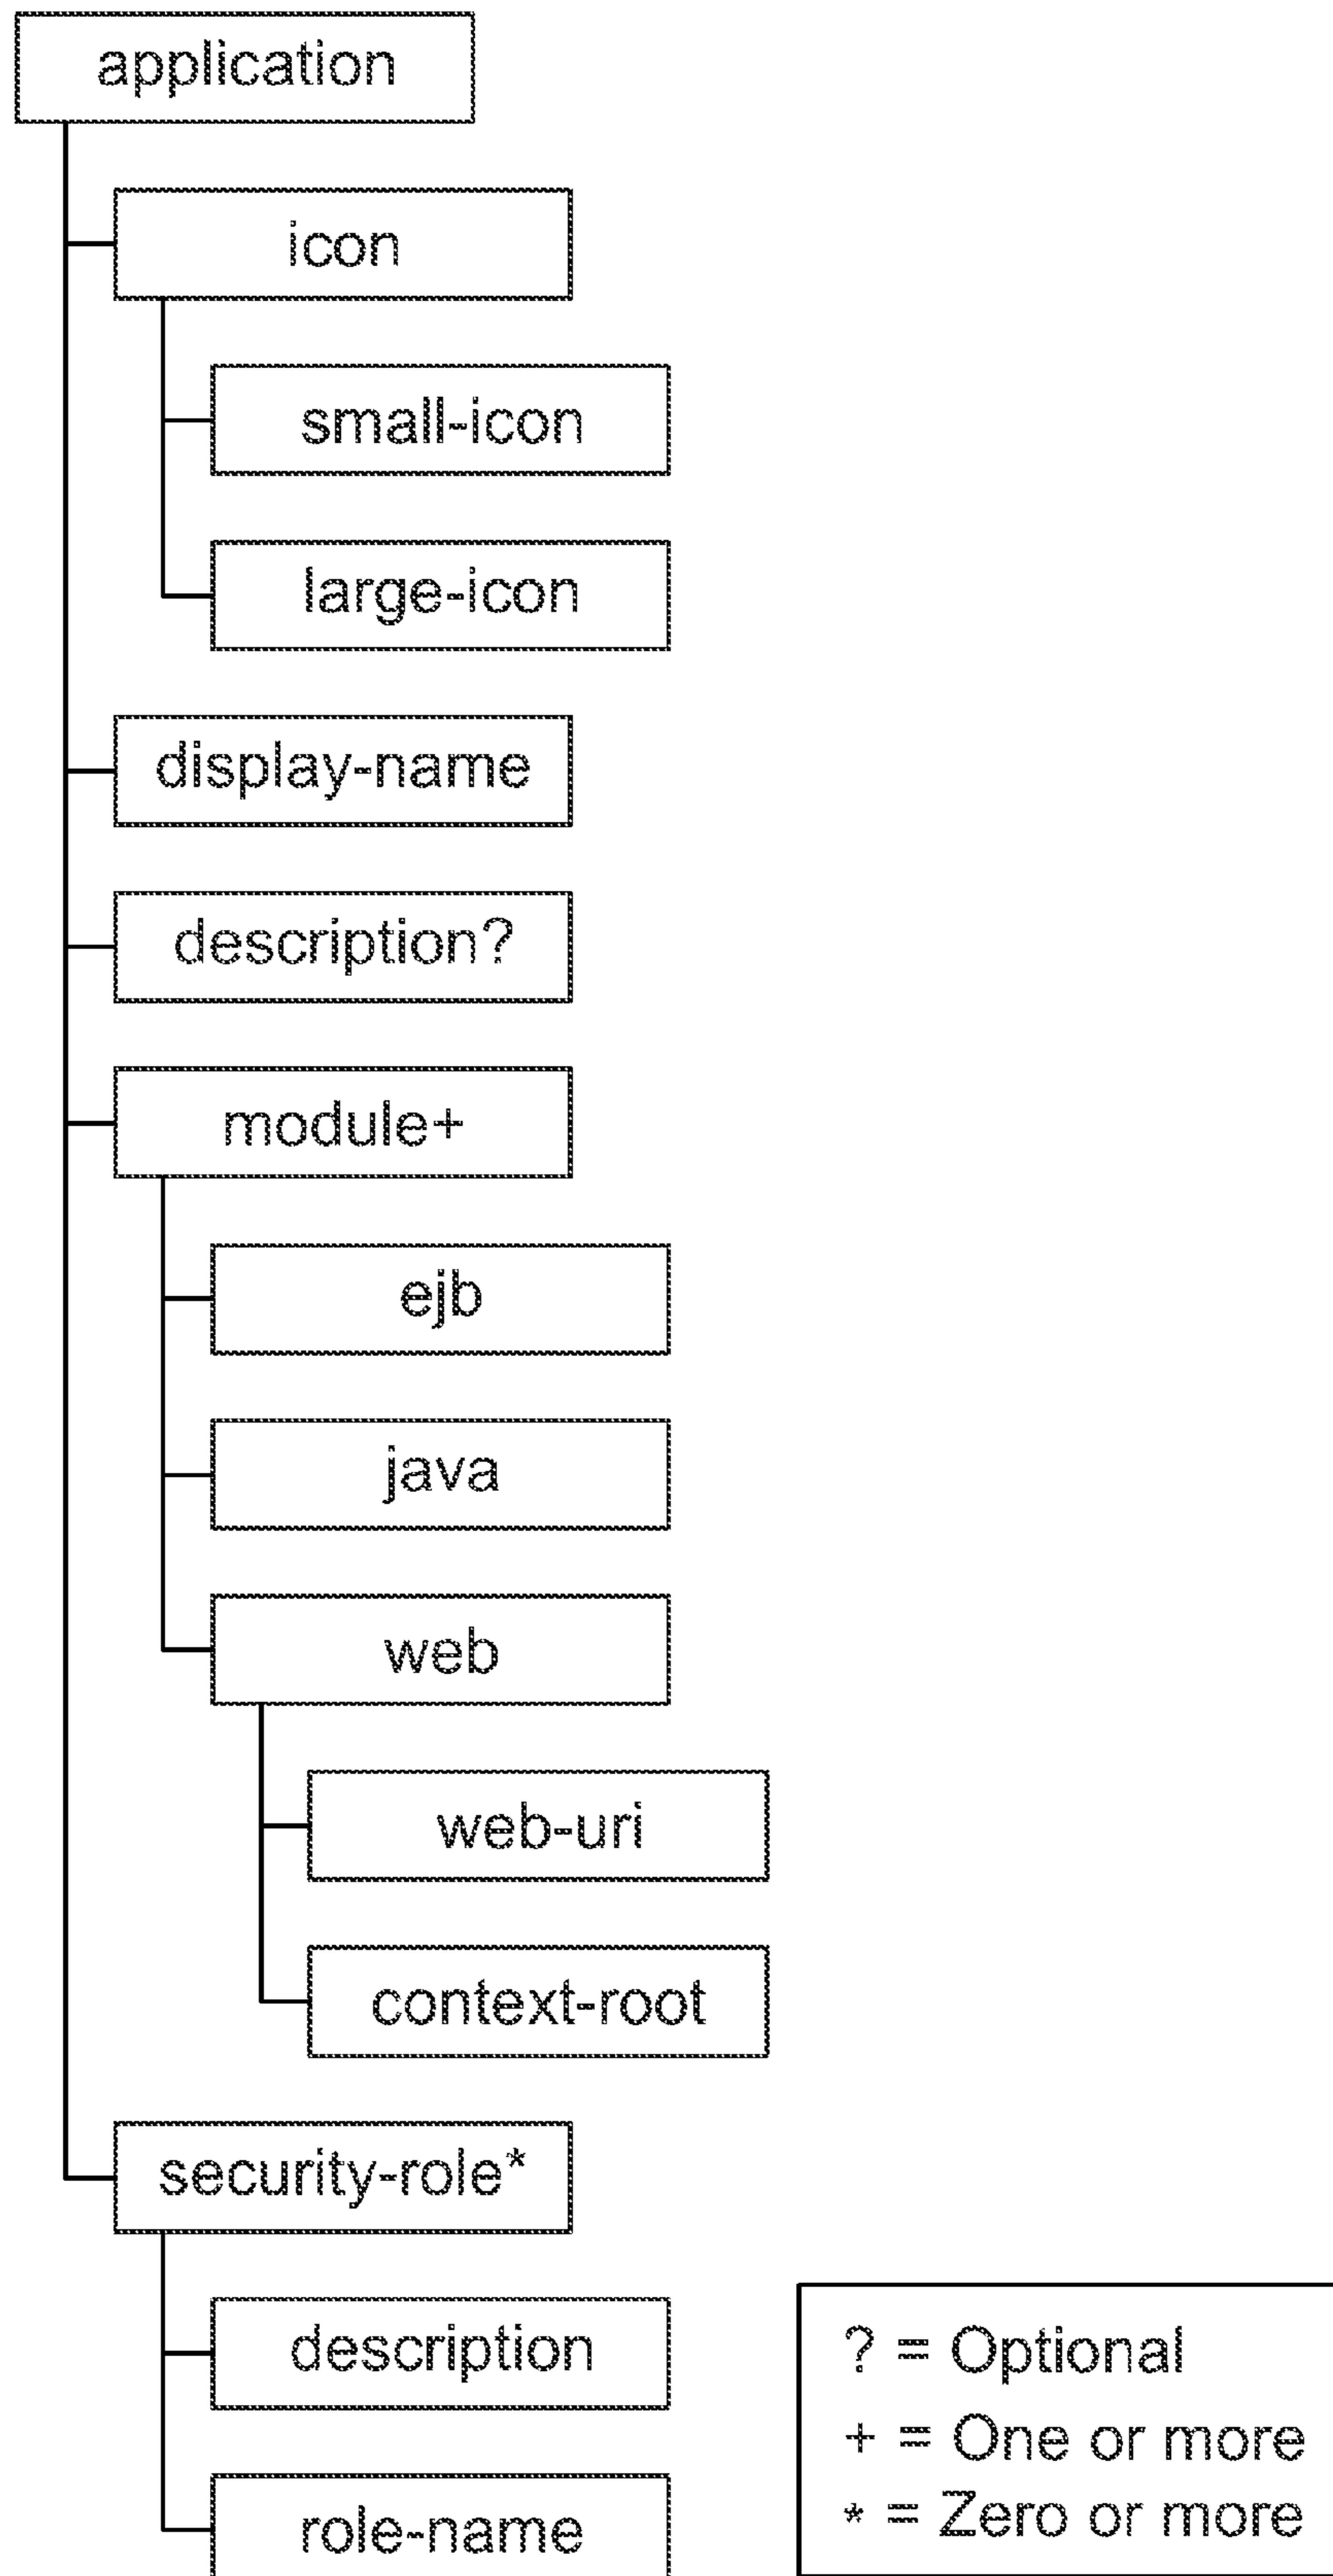 application
icon
small-icon
large-icon
display-name
description?
module+
ejb
java
web
web-uri
context-root
security-role*
description
role-name
? = Optional
+ = One or more
* = Zero or more